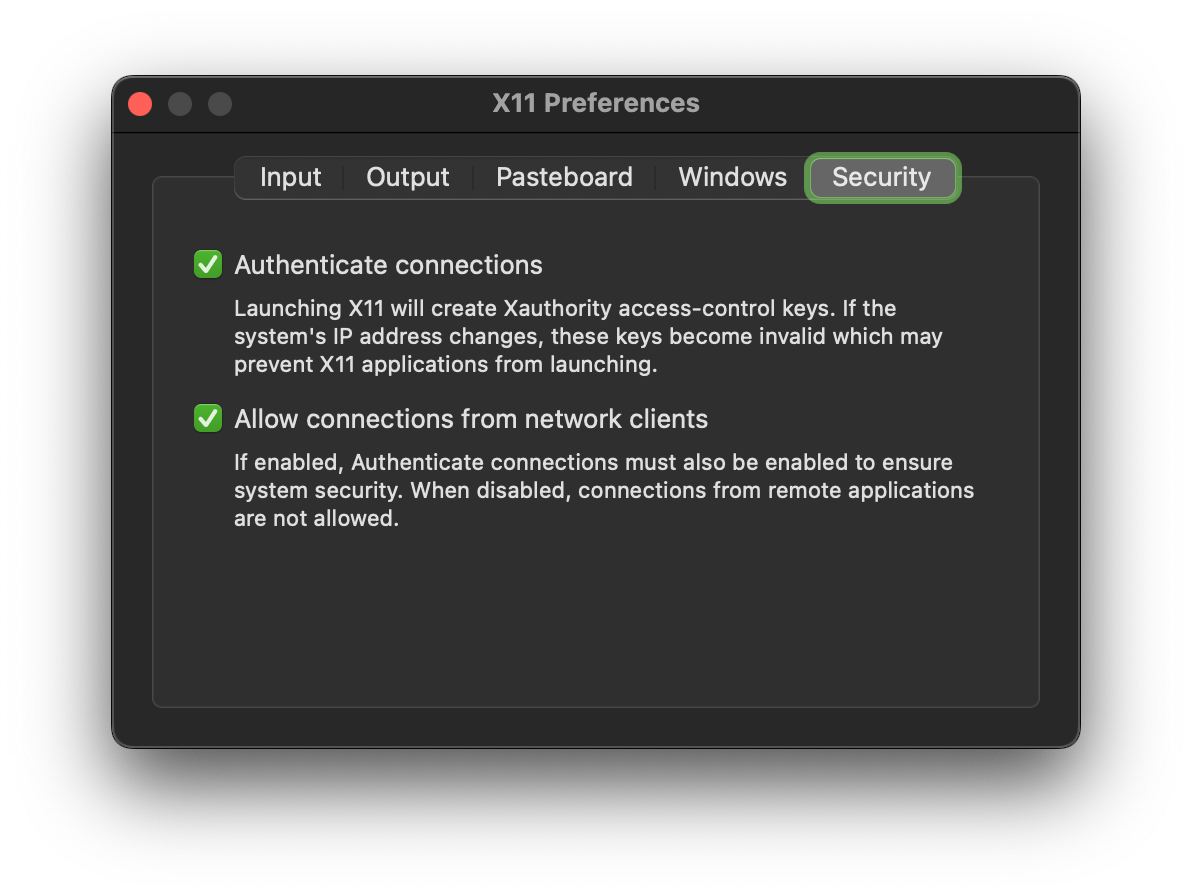 X11 Preferences
Input Output Pasteboard Windows Security
Authenticate connections
Launching X11 will create Xauthority access-control keys. If the
system's IP address changes, these keys become invalid which may
prevent X11 applications from launching.
Allow connections from network clients
If enabled, Authenticate connections must also be enabled to ensure
system security. When disabled, connections from remote applications
are not allowed.